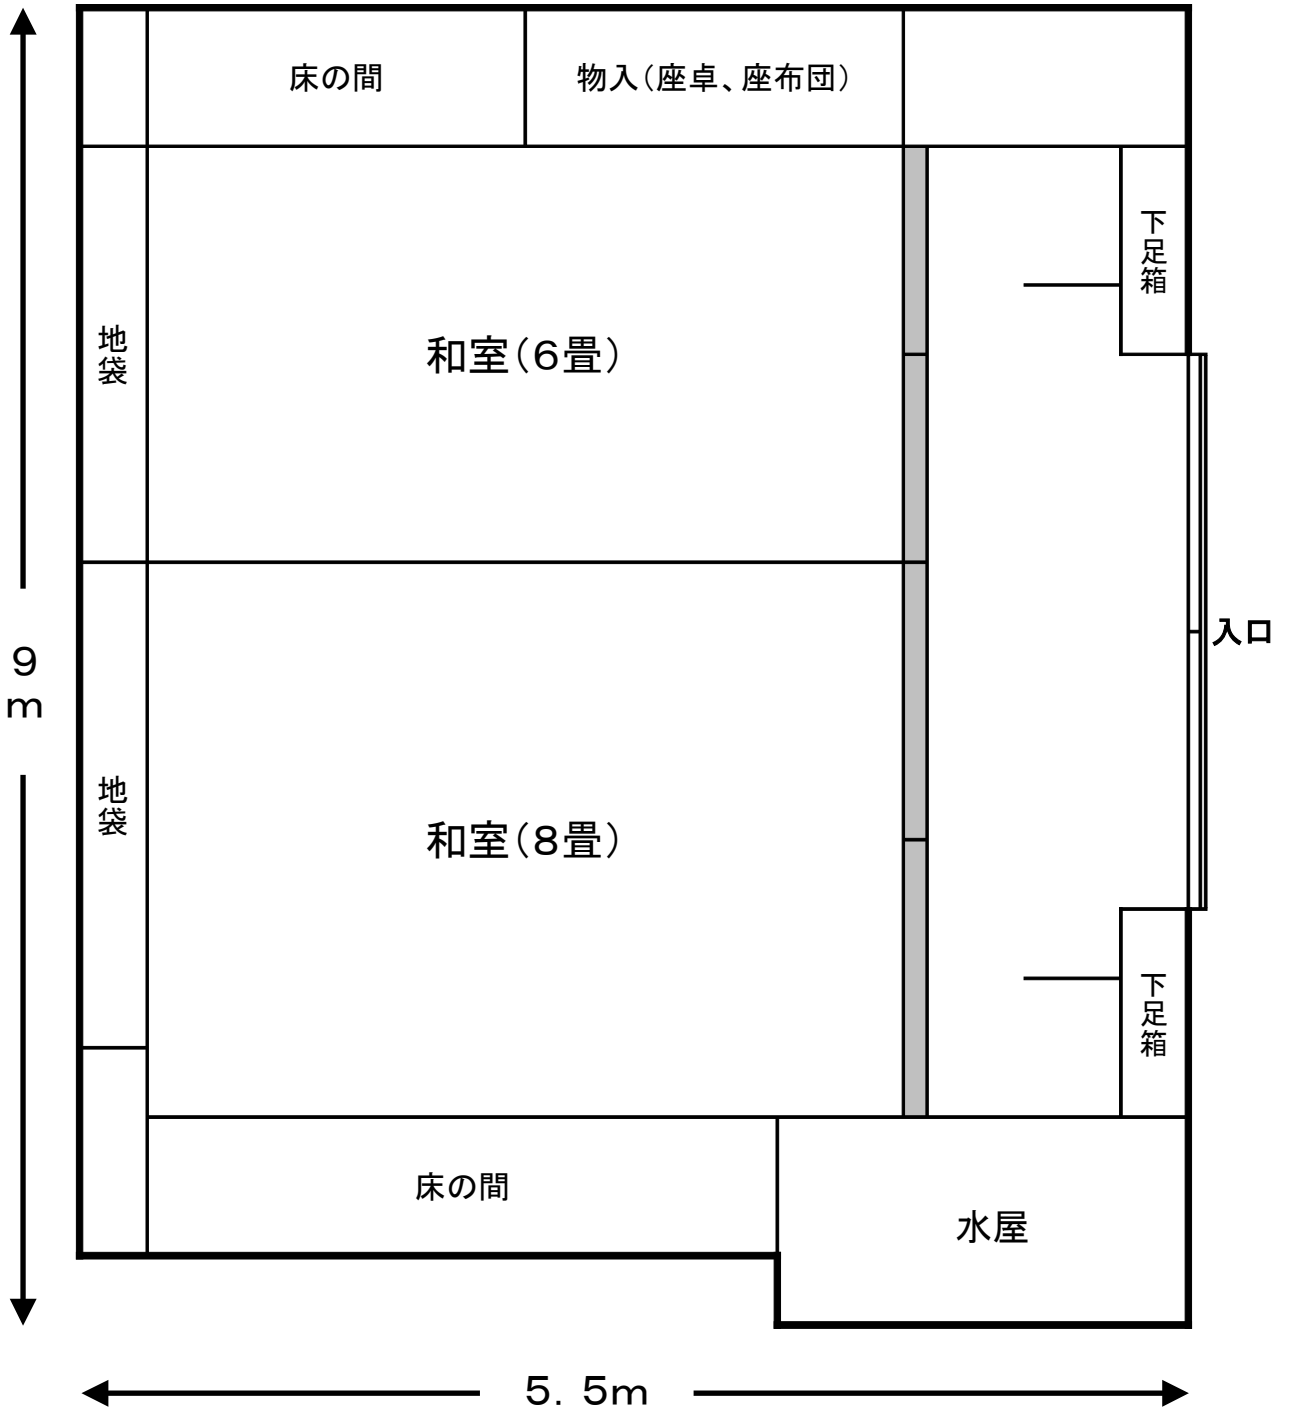 床の間
物入（座卓、座布団）
下足箱
地袋
和室（６畳）
入口
９ｍ
地袋
和室（８畳）
下足箱
床の間
水屋
５．５ｍ